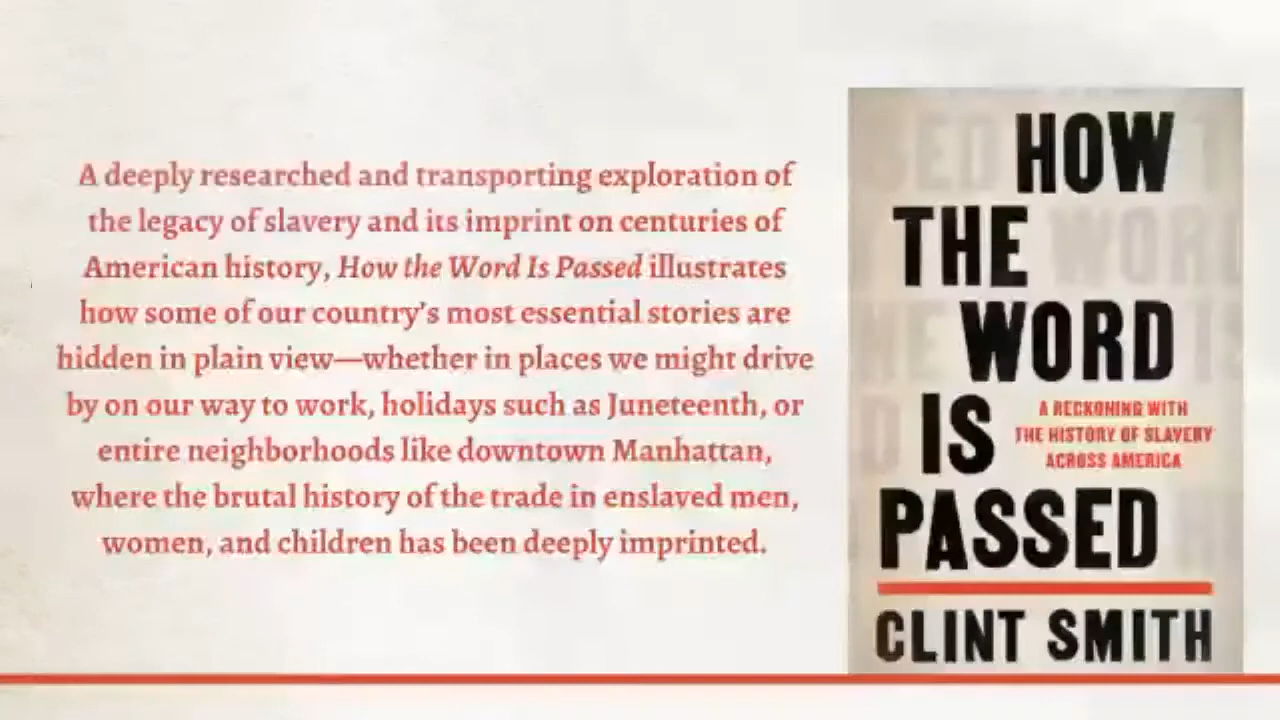 A deeply researched and transporting exploration of
the legacy of slavery and its imprint on centuries of
American history, How the Word Is Passed illustrates
how some of our country's most essential stories are
hidden in plain view—whether in places we might drive
by on our way to work, holidays such as Juneteenth, or
entire neighborhoods like downtown Manhattan,
where the brutal history of the trade in enslaved men,
women, and children has been deeply imprinted.
HOW
THE
WORD
IS
A RECKONING WITH
THE HISTORY OF SLAVERY
ACROSS AMERICA
PASSED
CLINT SMITH